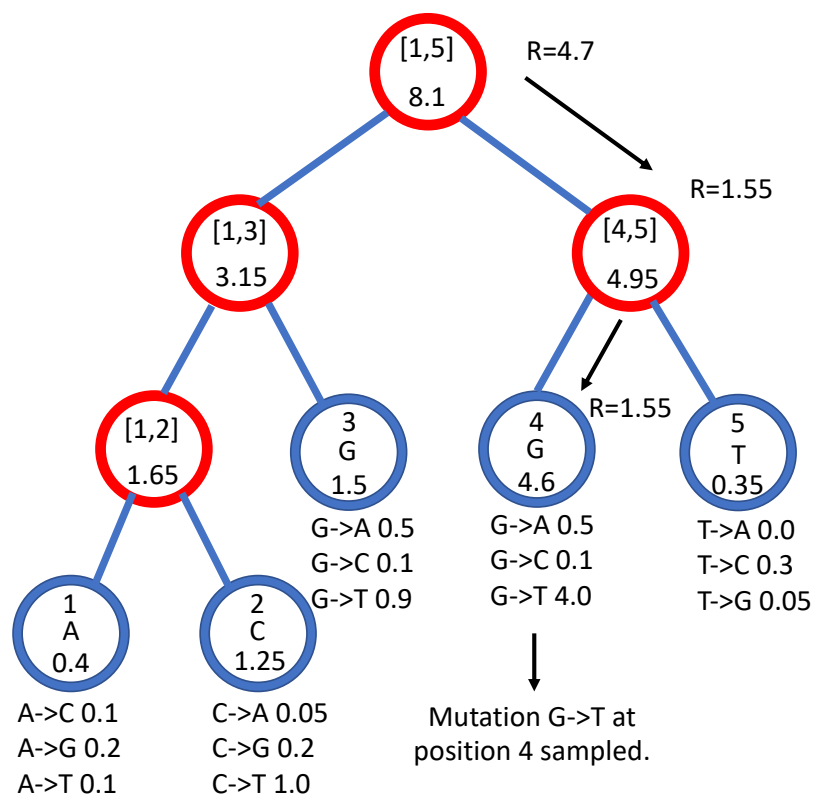 [1,5]
8.1
R=4.7
R=1.55
[1,3]
3.15
[4,5]
4.95
R=1.55
[1,2]
1.65
3
G
1.5
4
G
4.6
5
T
0.35
G->A 0.5
G->C 0.1
G->T 0.9
G->A 0.5
G->C 0.1
G->T 4.0
T->A 0.0
T->C 0.3
T->G 0.05
1
A
0.4
2
C
1.25
A->C 0.1
A->G 0.2
A->T 0.1
C->A 0.05
C->G 0.2
C->T 1.0
Mutation G->T at
position 4 sampled.